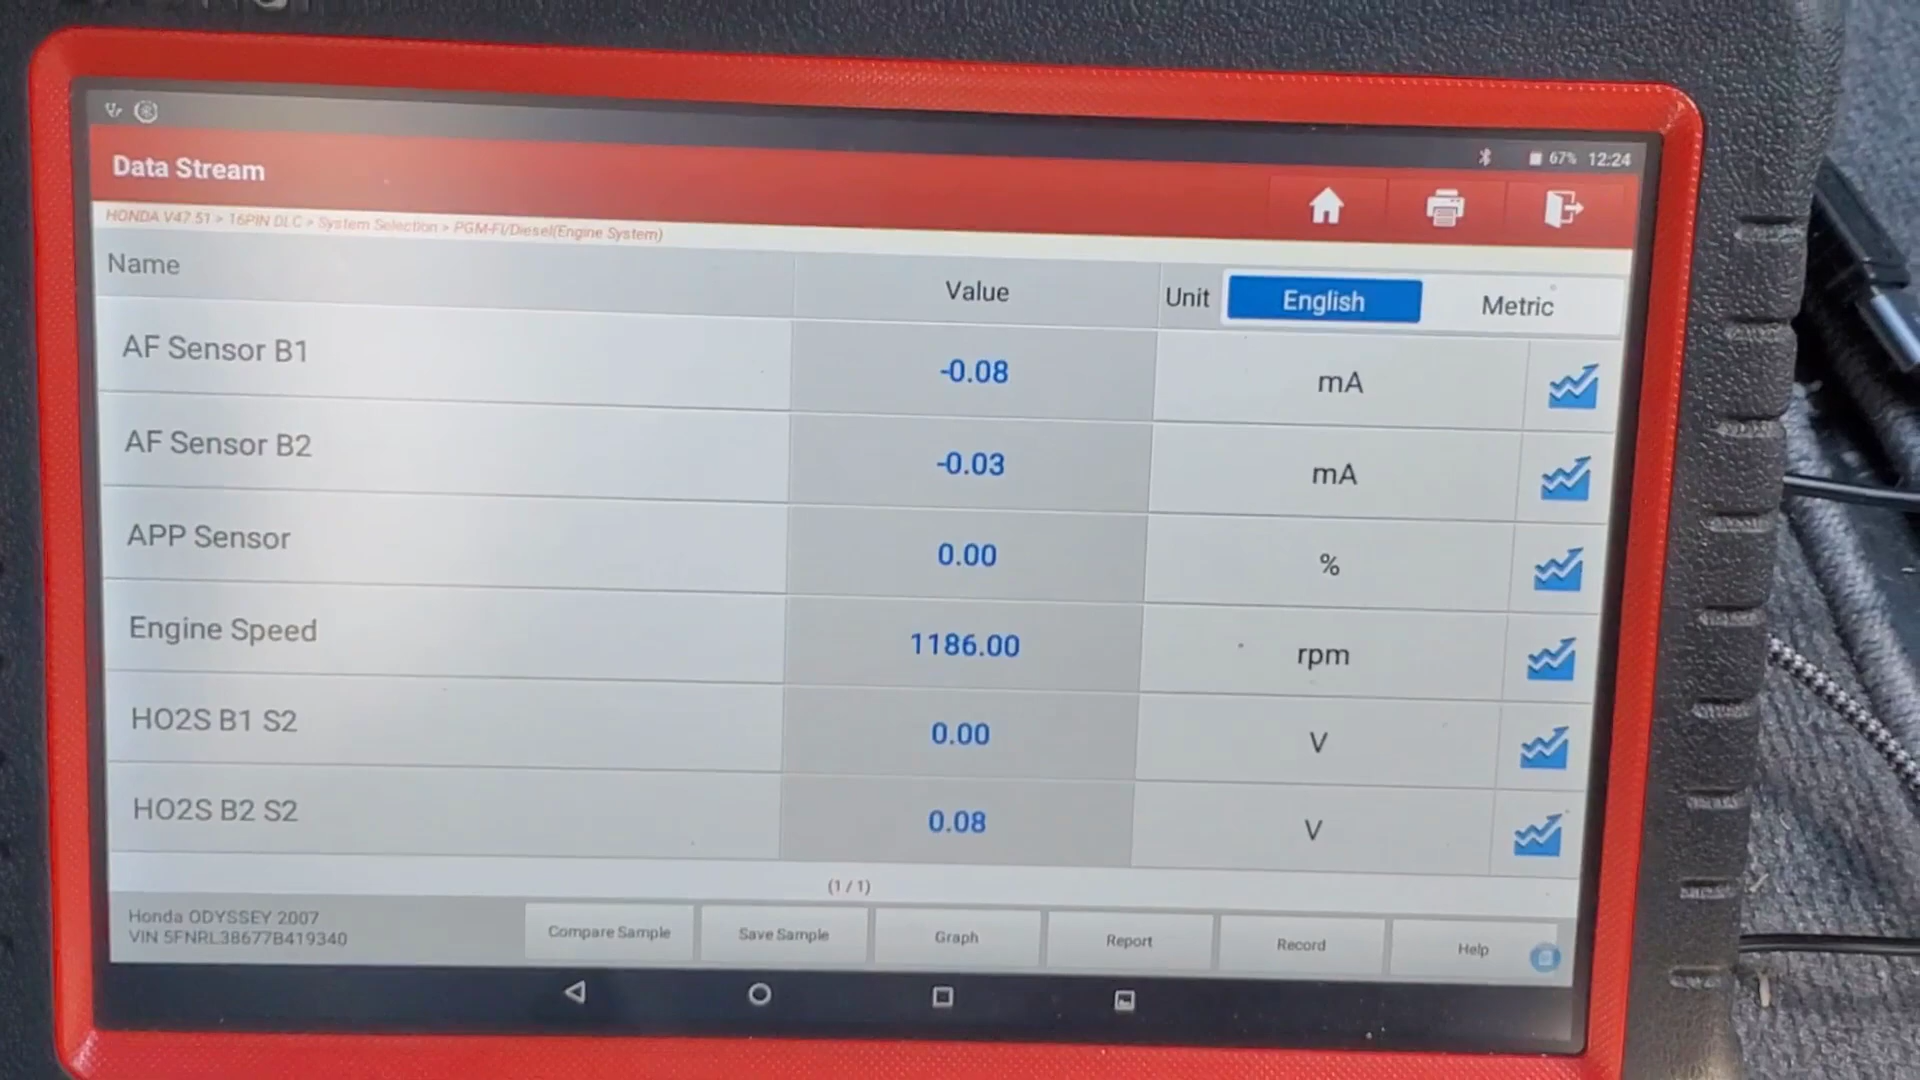 67% 12:24
Data Stream
HONDA V47.51 > 16PIN DLC > System Selection > PGM-FI/Diesel(Engine System)
Name Value Unit English Metric
AF Sensor B1 -0.08 mA
AF Sensor B2 -0.03 mA
APP Sensor 0.00 %
Engine Speed 1186.00 rpm
HO2S B1 S2 0.00 V
HO2S B2 S2 0.08 V
(1 / 1)
Honda ODYSSEY 2007
VIN 5FNRL38677B419340
Compare Sample Save Sample Graph Report Record Help